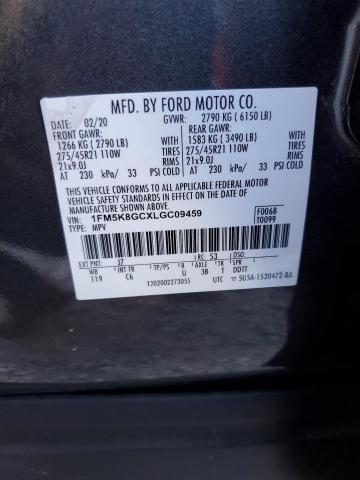 MFD. BY FORD MOTOR CO.
DATE: 02/20 GVWR: 2790 KG ( 6150 LB)
FRONT GAWR: REAR GAWR:
1266 KG ( 2790 LB) 1583 KG ( 3490 LB)
275/45R21 110W TIRES 275/45R21 110W
21x9.0J RIMS 21x9.0J
AT 230 kPa/ 33 PSI COLD AT 230 kPa/ 33 PSI COLD
THIS VEHICLE CONFORMS TO ALL APPLICABLE FEDERAL MOTOR
VEHICLE SAFETY AND THEFT PREVENTION STANDARDS IN EFFECT ON THE DATE OF
MANUFACTURE SHOWN ABOVE.
VIN: 1FM5K8GCXLGC09459 F0068
TYPE: MPV T0099
EXT PNT: J7 RC: 53 DSO:
WB INT TR TP/PS R AXLE TR SPR
119 C6 U 3B 1 DDTT
1202002273055 UTC 5U5A-1520472-BA